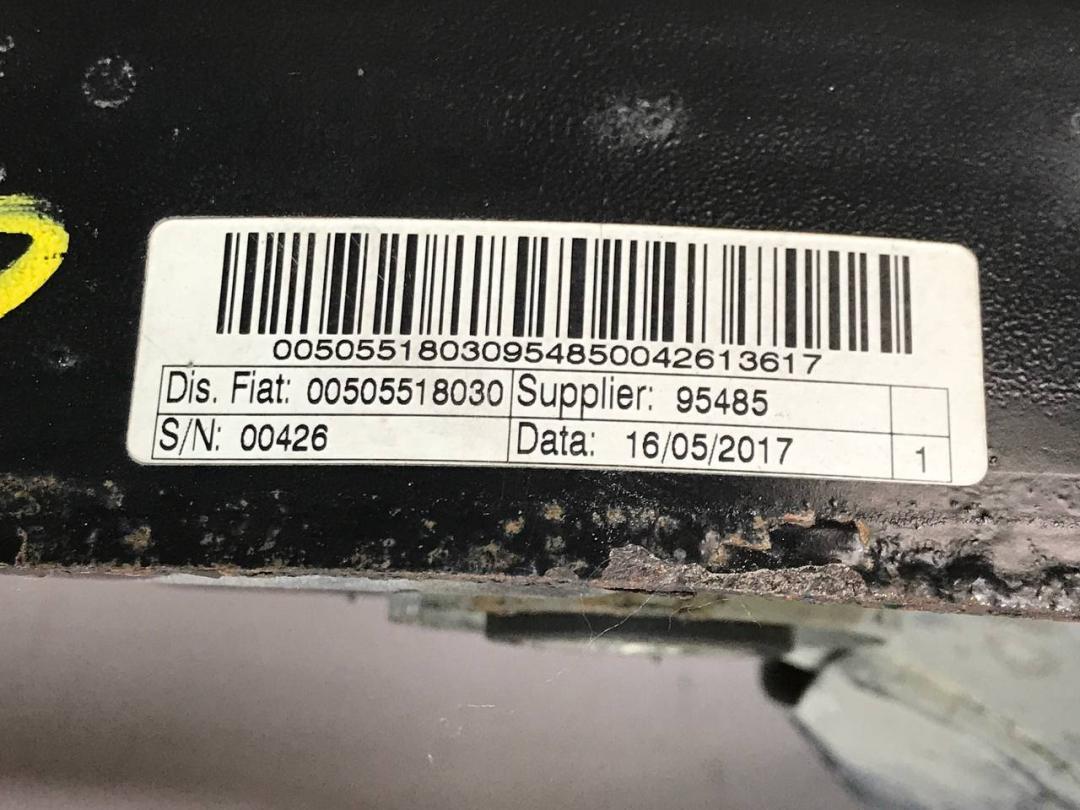 00505518030954850042613617
Dis. Fiat: 00505518030 Supplier: 95485
S/N: 00426 Data: 16/05/2017 1